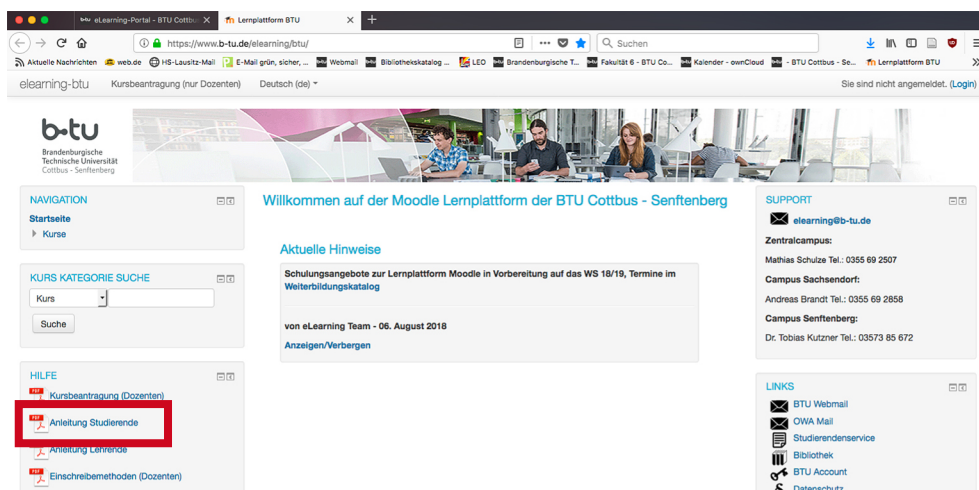 eLearning-Portal - BTU Cottbu
Lernplattform BTU
https://www.b-tu.de/elearning/btu/
Suchen
Aktuelle Nachrichten web.de HS-Lausitz-Mail E-Mail grün, sicher, ... Webmail Bibliothekskatalog ... LEO Brandenburgische T... Fakultät 6 - BTU Co... Kalender - ownCloud - BTU Cottbus - Se... Lernplattform BTU
elearning-btu Kursbeantragung (nur Dozenten) Deutsch (de) Sie sind nicht angemeldet. (Login)
b-tu
Brandenburgische
Technische Universität
Cottbus - Senftenberg
NAVIGATION
Startseite
Kurse
KURS KATEGORIE SUCHE
Kurs
Suche
HILFE
Kursbeantragung (Dozenten)
Anleitung Studierende
Anleitung Lehrende
Einschreibemethoden (Dozenten)
Willkommen auf der Moodle Lernplattform der BTU Cottbus - Senftenberg
Aktuelle Hinweise
Schulungsangebote zur Lernplattform Moodle in Vorbereitung auf das WS 18/19, Termine im
Weiterbildungskatalog
von eLearning Team - 06. August 2018
Anzeigen/Verbergen
SUPPORT
elearning@b-tu.de
Zentralcampus:
Mathias Schulze Tel.: 0355 69 2507
Campus Sachsendorf:
Andreas Brandt Tel.: 0355 69 2858
Campus Senftenberg:
Dr. Tobias Kutzner Tel.: 03573 85 672
LINKS
BTU Webmail
OWA Mail
Studierendenservice
Bibliothek
BTU Account
Datenschutz